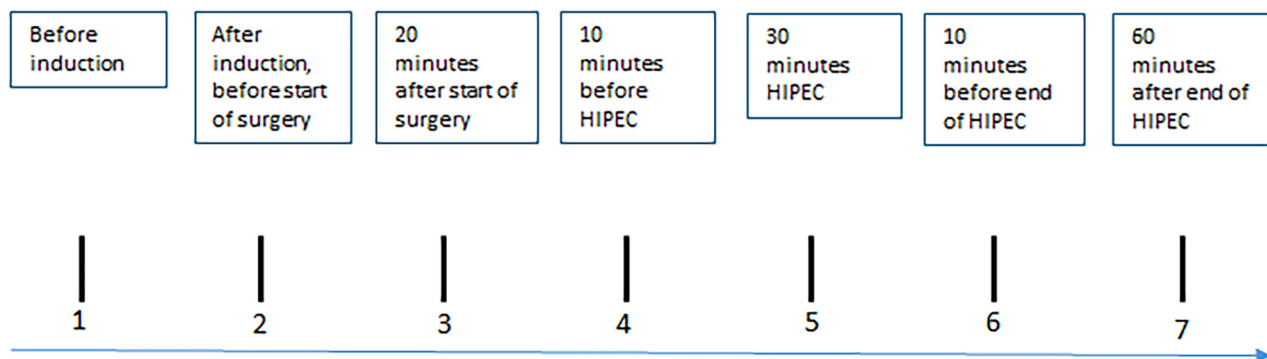 Before
induction
After
induction,
before start
of surgery
20
minutes
after start of
surgery
10
minutes
before
HIPEC
30
minutes
HIPEC
10
minutes
before end
of HIPEC
60
minutes
after end of
HIPEC
1
2
3
4
5
6
7